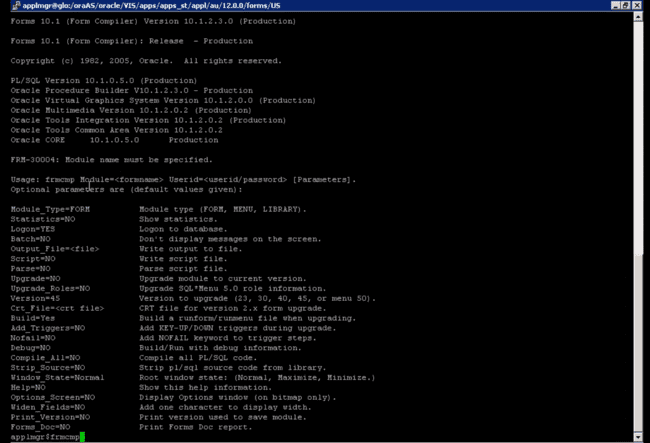 applmgr@glo:/oraAS/oracle/VIS/apps/apps_st/appl/au/12.0.0/forms/US
Forms 10.1 (Form Compiler) Version 10.1.2.3.0 (Production)
Forms 10.1 (Form Compiler): Release  - Production
Copyright (c) 1982, 2005, Oracle.  All rights reserved.
PL/SQL Version 10.1.0.5.0 (Production)
Oracle Procedure Builder V10.1.2.3.0 - Production
Oracle Virtual Graphics System Version 10.1.2.0.0 (Production)
Oracle Multimedia Version 10.1.2.0.2 (Production)
Oracle Tools Integration Version 10.1.2.0.2 (Production)
Oracle Tools Common Area Version 10.1.2.0.2
Oracle CORE     10.1.0.5.0      Production
FRM-30004: Module name must be specified.
Usage: frmcmp Module=<formname> Userid=<userid/password> [Parameters].
Optional parameters are (default values given):
Module_Type=FORM          Module type (FORM, MENU, LIBRARY).
Statistics=NO             Show statistics.
Logon=YES                 Logon to database.
Batch=NO                  Don't display messages on the screen.
Output_File=<file>        Write output to file.
Script=NO                 Write script file.
Parse=NO                  Parse script file.
Upgrade=NO                Upgrade module to current version.
Upgrade_Roles=NO          Upgrade SQL*Menu 5.0 role information.
Version=45                Version to upgrade (23, 30, 40, 45, or menu 50).
Crt_File=<crt file>       CRT file for version 2.x form upgrade.
Build=Yes                 Build a runform/runmenu file when upgrading.
Add_Triggers=NO           Add KEY-UP/DOWN triggers during upgrade.
Nofail=NO                 Add NOFAIL keyword to trigger steps.
Debug=NO                  Build/Run with debug information.
Compile_All=NO            Compile all PL/SQL code.
Strip_Source=NO           Strip pl/sql source code from library.
Window_State=Normal       Root window state: (Normal, Maximize, Minimize.)
Help=NO                   Show this help information.
Options_Screen=NO         Display Options window (on bitmap only).
Widen_Fields=NO           Add one character to display width.
Print_Version=NO          Print version used to save module.
Forms_Doc=NO              Print Forms Doc report.
applmgr$frmcmp